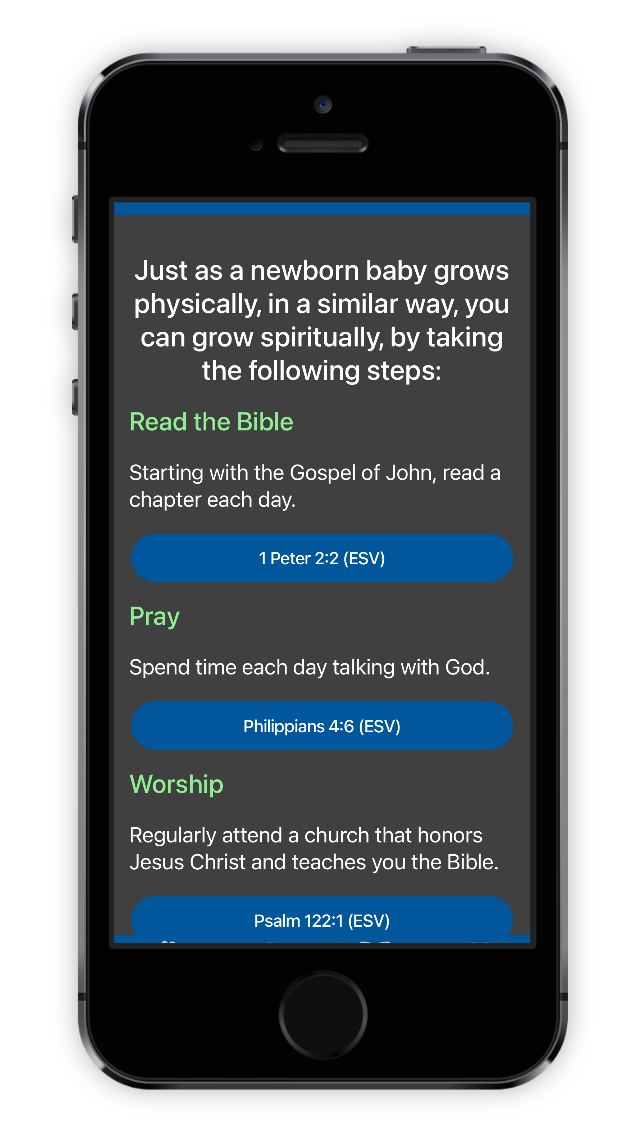 Just as a newborn baby grows
physically, in a similar way, you
can grow spiritually, by taking
the following steps:
Read the Bible
Starting with the Gospel of John, read a
chapter each day.
1 Peter 2:2 (ESV)
Pray
Spend time each day talking with God.
Philippians 4:6 (ESV)
Worship
Regularly attend a church that honors
Jesus Christ and teaches you the Bible.
Psalm 122:1 (ESV)